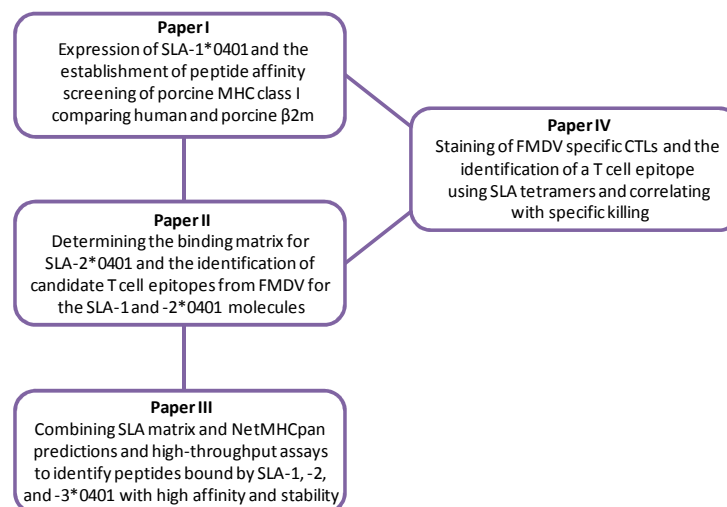 Paper I
Expression of SLA-1*0401 and the
establishment of peptide affinity
screening of porcine MHC class I
comparing human and porcine β2m
Paper II
Determining the binding matrix for
SLA-2*0401 and the identification of
candidate T cell epitopes from FMDV for
the SLA-1 and -2*0401 molecules
Paper III
Combining SLA matrix and NetMHCpan
predictions and high-throughput assays
to identify peptides bound by SLA-1, -2,
and -3*0401 with high affinity and stability
Paper IV
Staining of FMDV specific CTLs and the
identification of a T cell epitope
using SLA tetramers and correlating
with specific killing